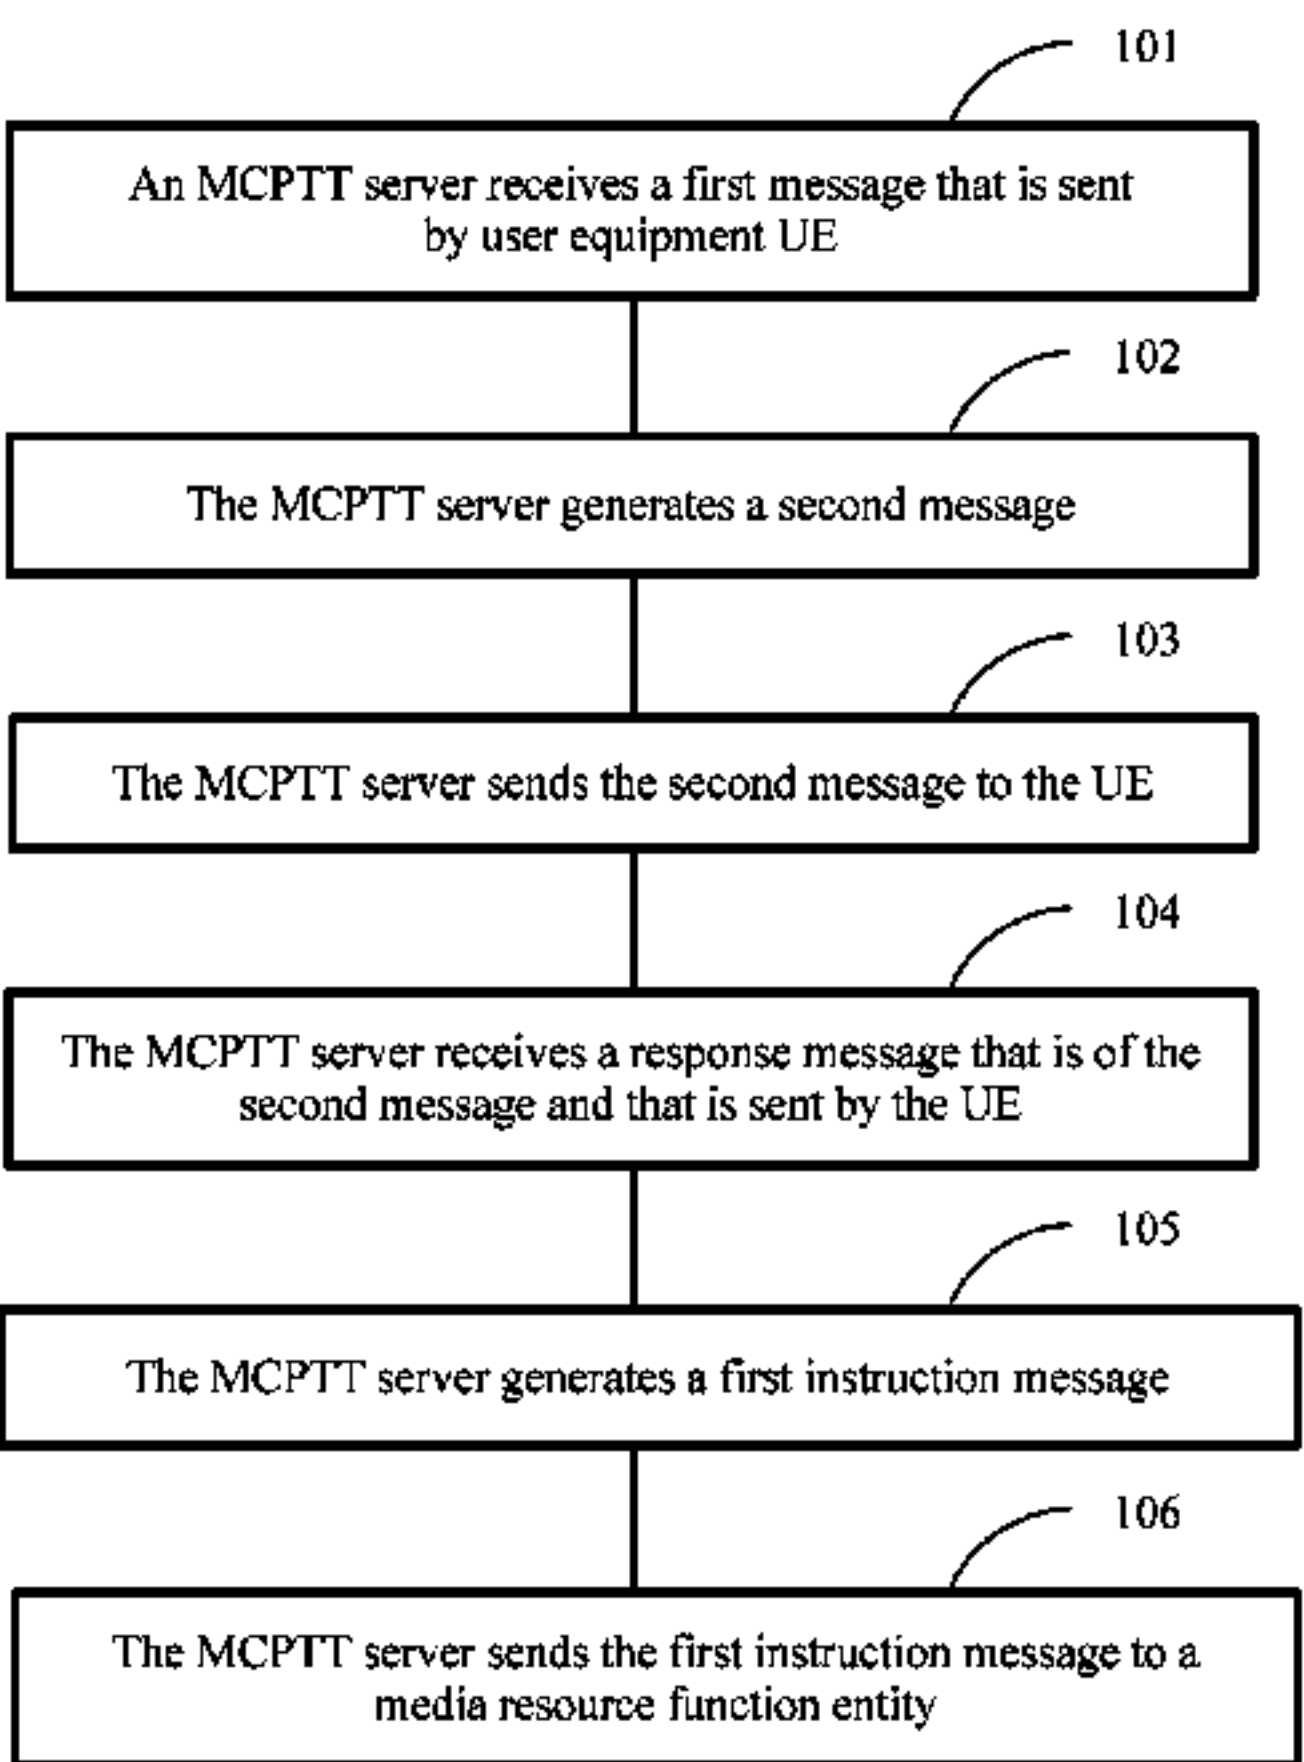 101
An MCPTT server receives a first message that is sent
by user equipment UE
102
The MCPTT server generates a second message
103
The MCPTT server sends the second message to the UE
104
The MCPTT server receives a response message that is of the
second message and that is sent by the UE
105
The MCPTT server generates a first instruction message
106
The MCPTT server sends the first instruction message to a
media resource function entity